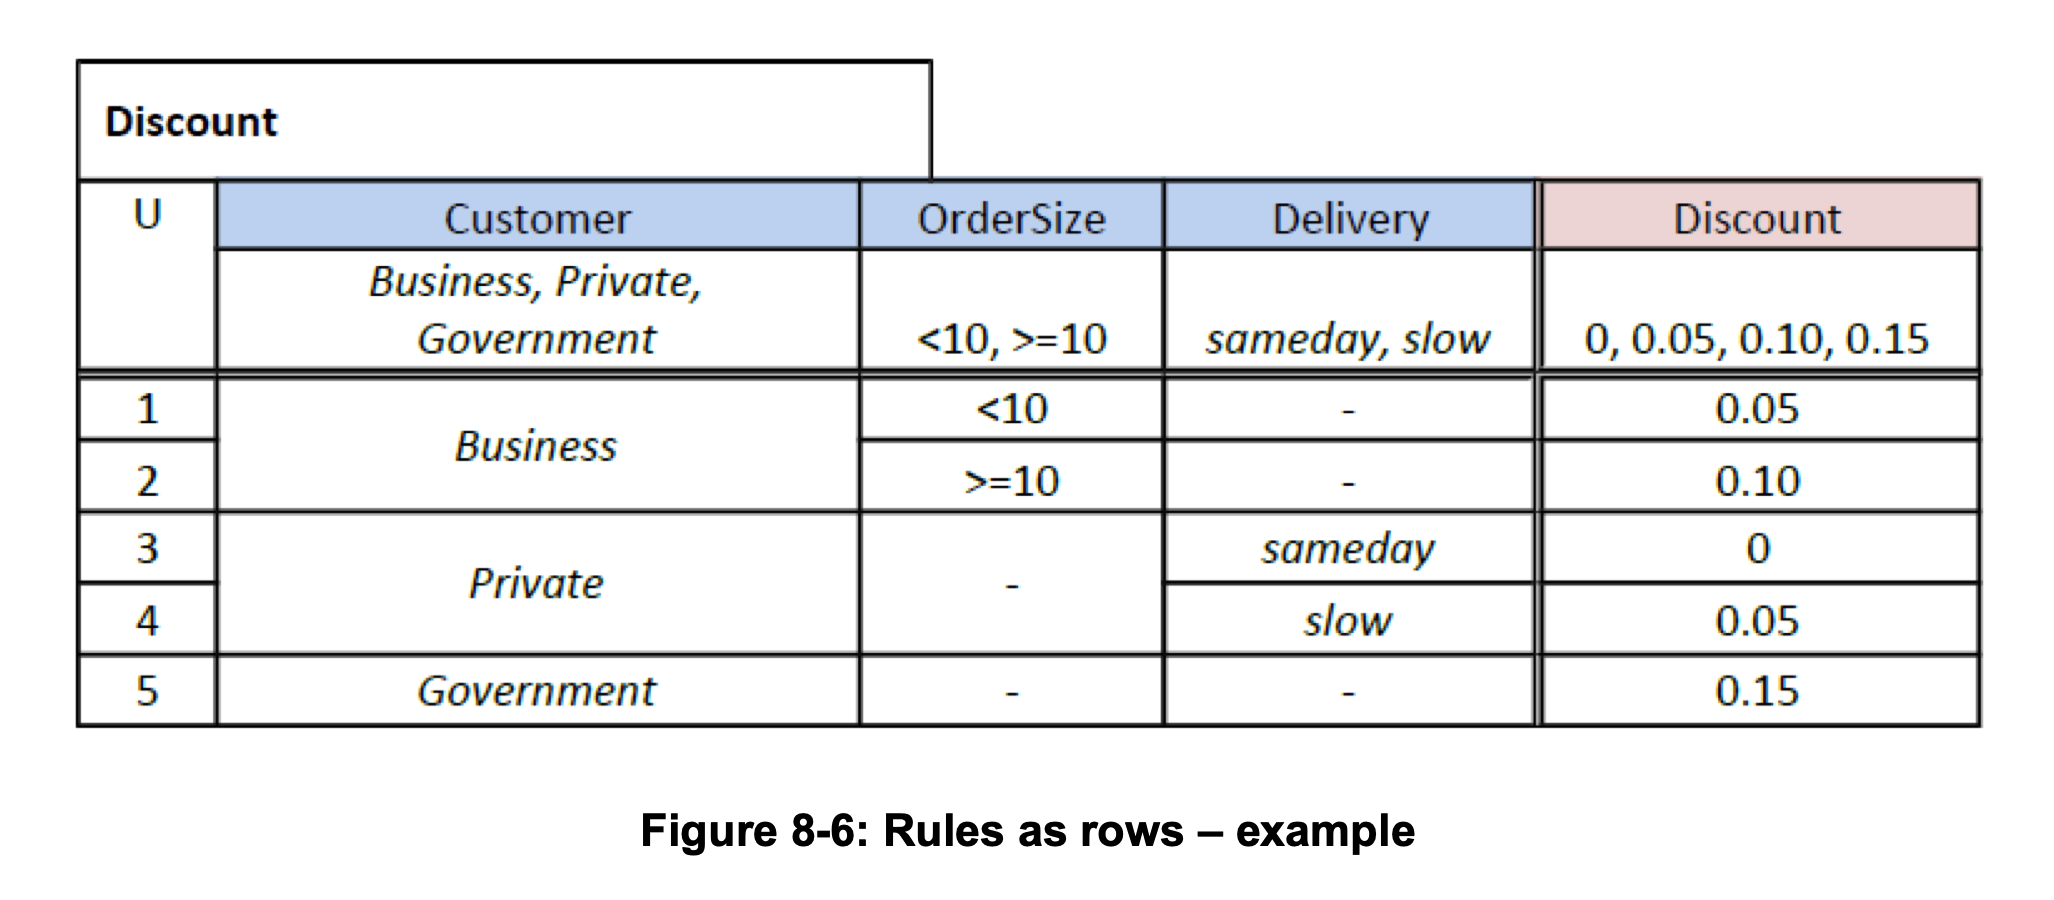 Discount
U Customer OrderSize Delivery Discount
Business, Private,
Government <10, >=10 sameday, slow 0, 0.05, 0.10, 0.15
1 Business <10 - 0.05
2 >=10 - 0.10
3 Private - sameday 0
4 slow 0.05
5 Government - - 0.15
Figure 8-6: Rules as rows – example